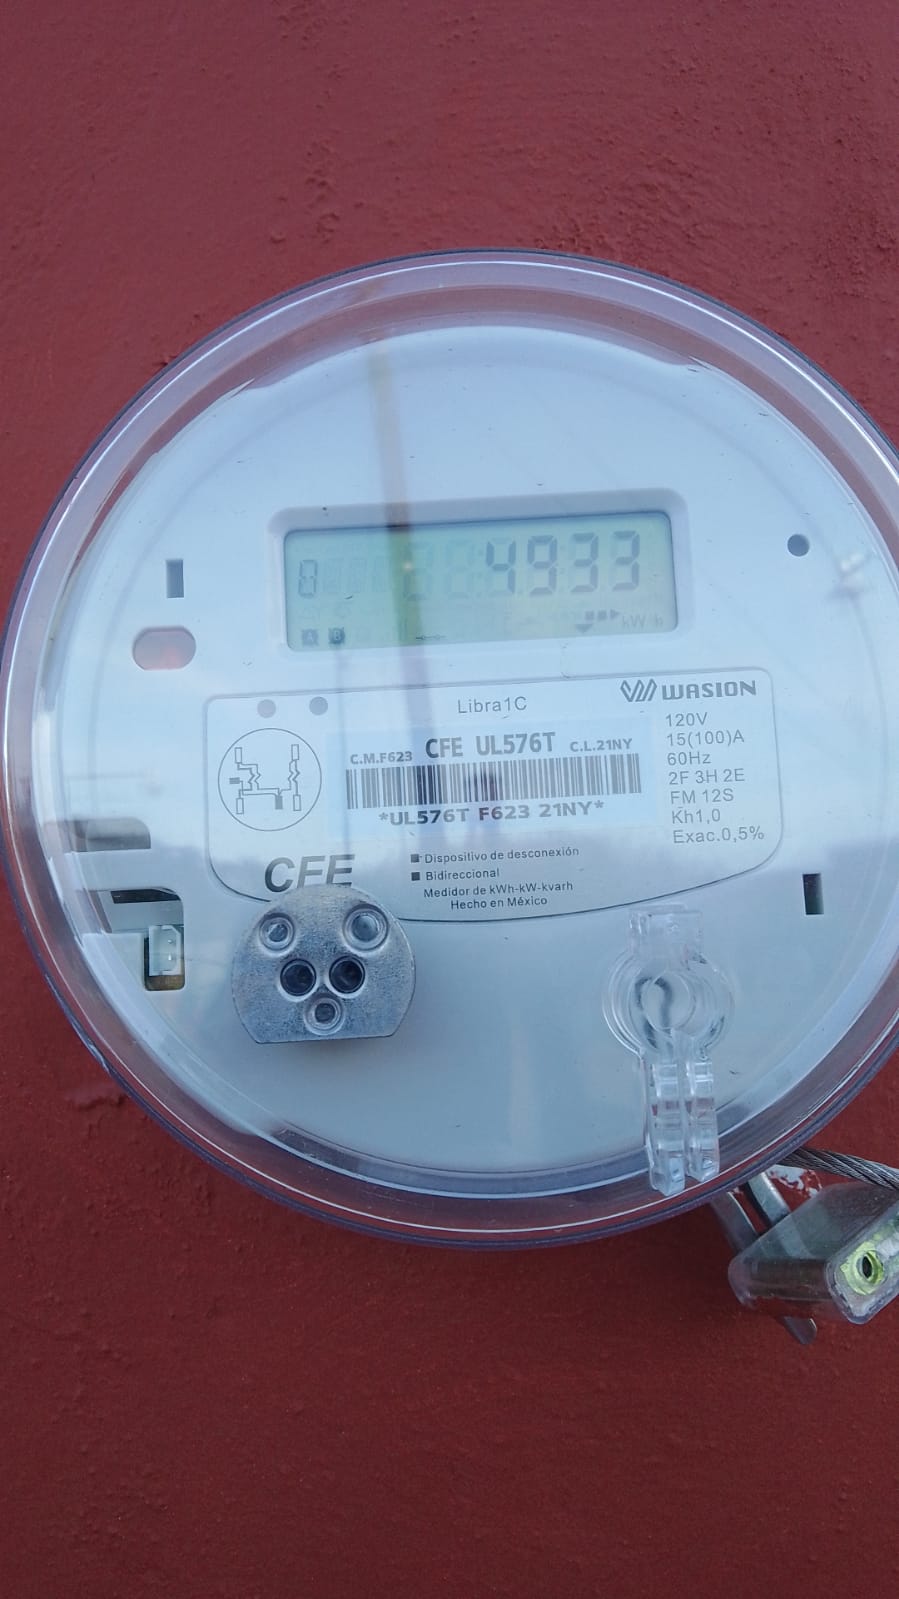 4933
kW h
A B
Libra1C
WASION
C.M.F623 CFE UL576T C.L.21NY
*UL576T F623 21NY*
120V
15(100)A
60Hz
2F 3H 2E
FM 12S
Kh1,0
Exac.0,5%
CFE
Dispositivo de desconexión
Bidireccional
Medidor de kWh-kW-kvarh
Hecho en México